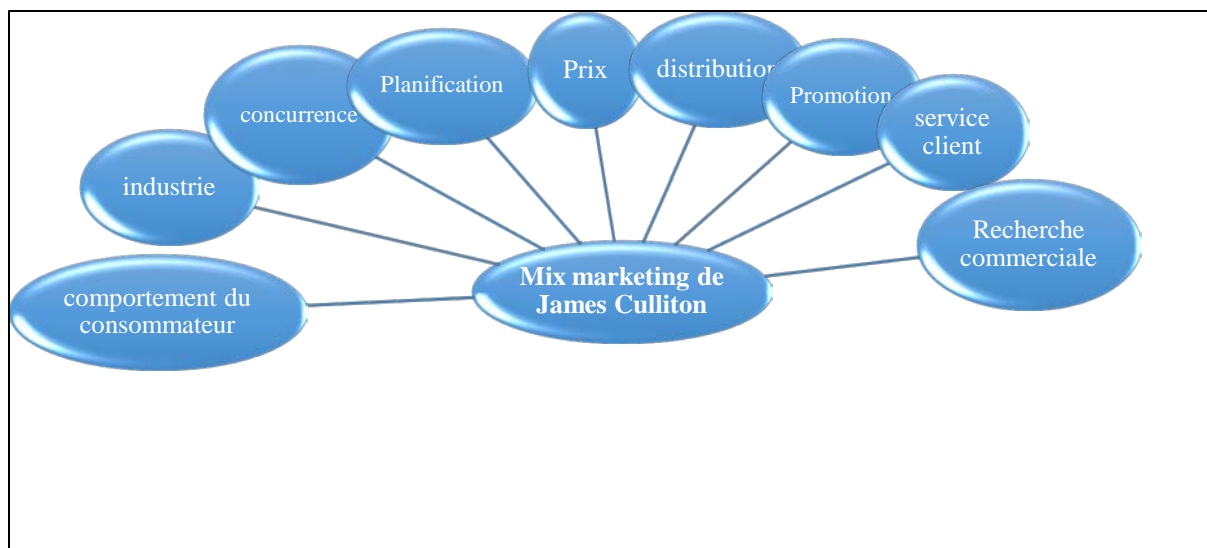 comportement du
consommateur
industrie
concurrence
Planification
Prix
distribution
Promotion
service
client
Recherche
commerciale
Mix marketing de
James Culliton